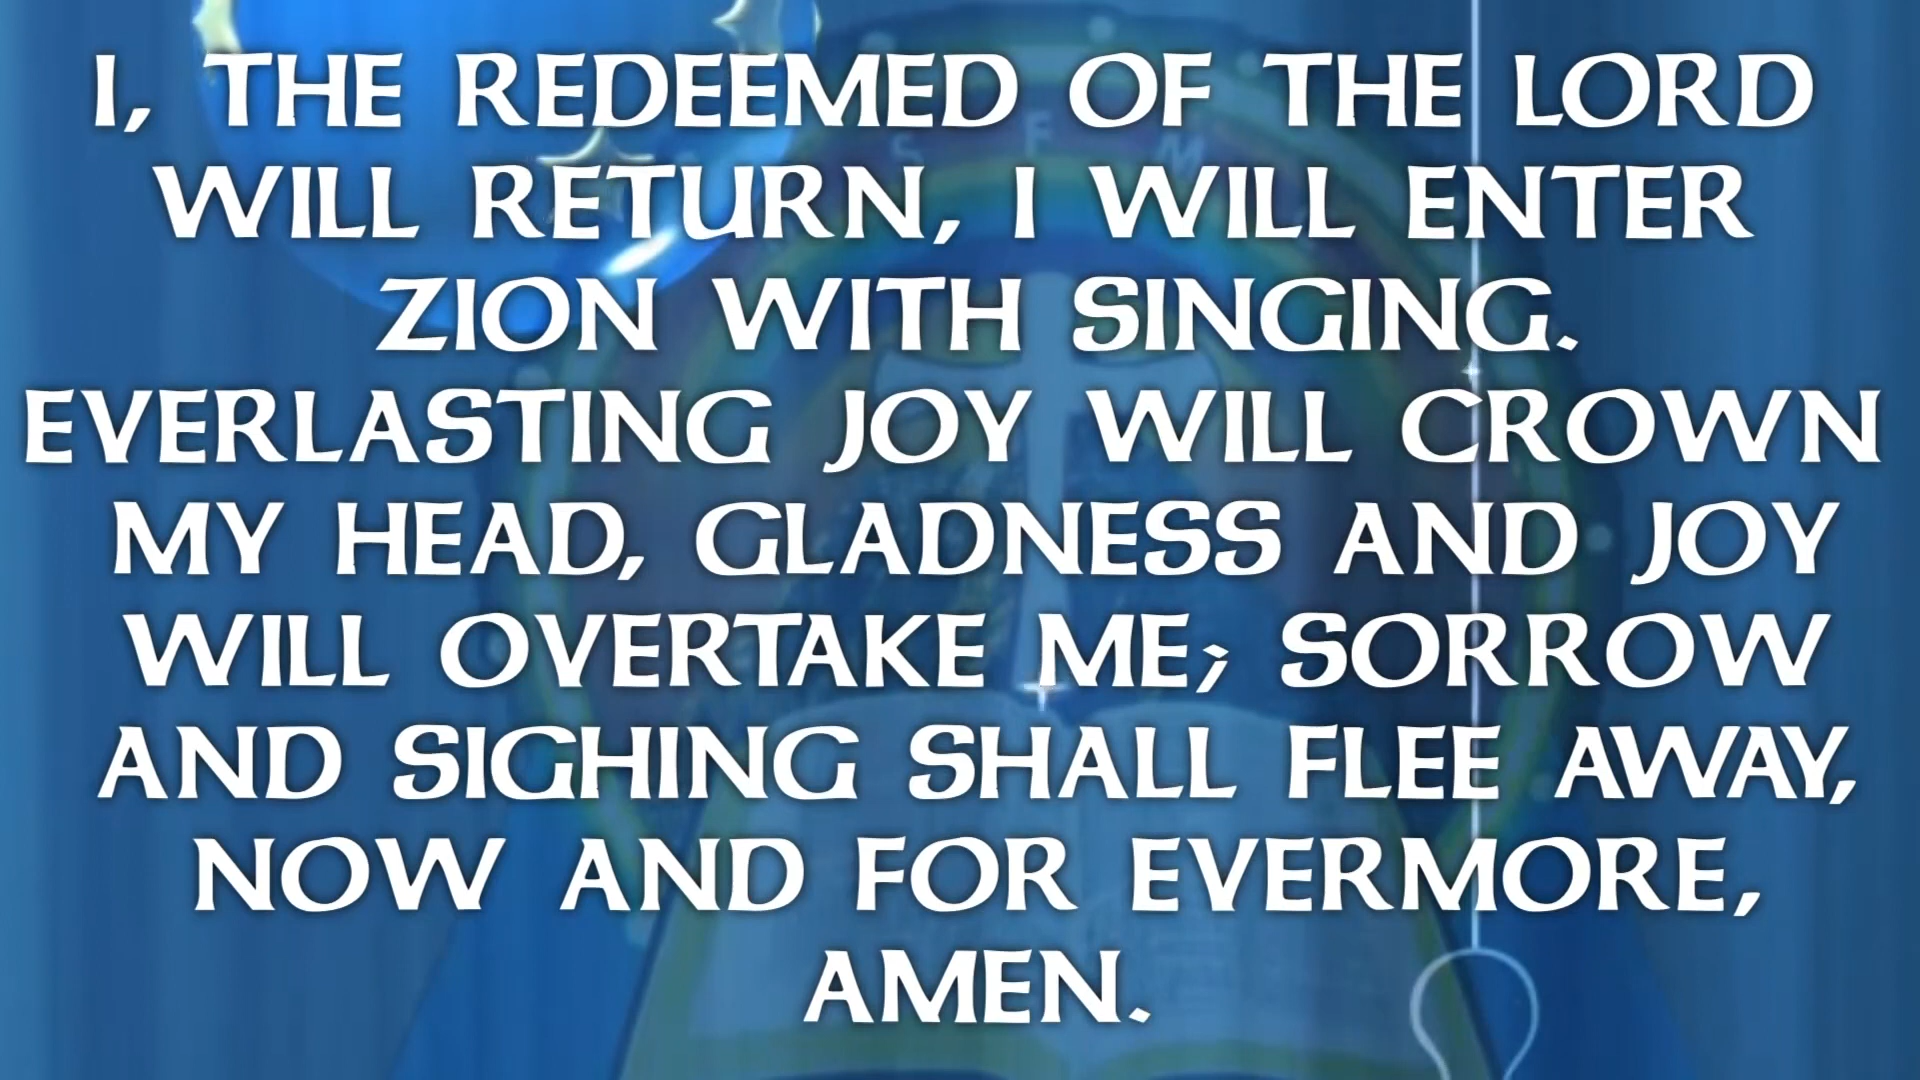 I, THE REDEEMED OF THE LORD
WILL RETURN, I WILL ENTER
ZION WITH SINGING.
EVERLASTING JOY WILL CROWN
MY HEAD, GLADNESS AND JOY
WILL OVERTAKE ME; SORROW
AND SIGHING SHALL FLEE AWAY,
NOW AND FOR EVERMORE,
AMEN.
S F M